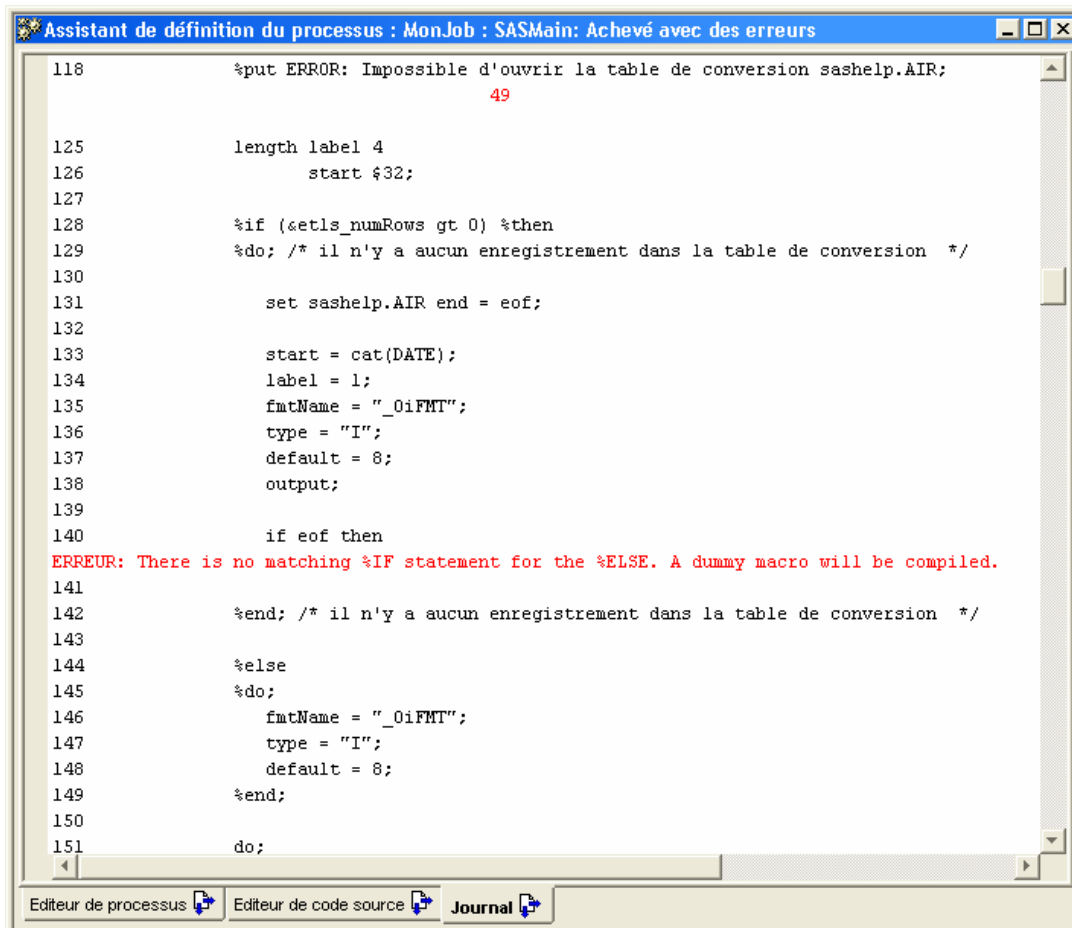 Assistant de définition du processus : MonJob : SASMain: Achevé avec des erreurs
118 %put ERROR: Impossible d'ouvrir la table de conversion sashelp.AIR;
49
125 length label 4
126 start $32;
127
128 %if (&etls_numRows gt 0) %then
129 %do; /* il n'y a aucun enregistrement dans la table de conversion */
130
131 set sashelp.AIR end = eof;
132
133 start = cat(DATE);
134 label = 1;
135 fmtName = "_0iFMT";
136 type = "I";
137 default = 8;
138 output;
139
140 if eof then
ERREUR: There is no matching %IF statement for the %ELSE. A dummy macro will be compiled.
141
142 %end; /* il n'y a aucun enregistrement dans la table de conversion */
143
144 %else
145 %do;
146 fmtName = "_0iFMT";
147 type = "I";
148 default = 8;
149 %end;
150
151 do;
Editeur de processus Editeur de code source Journal